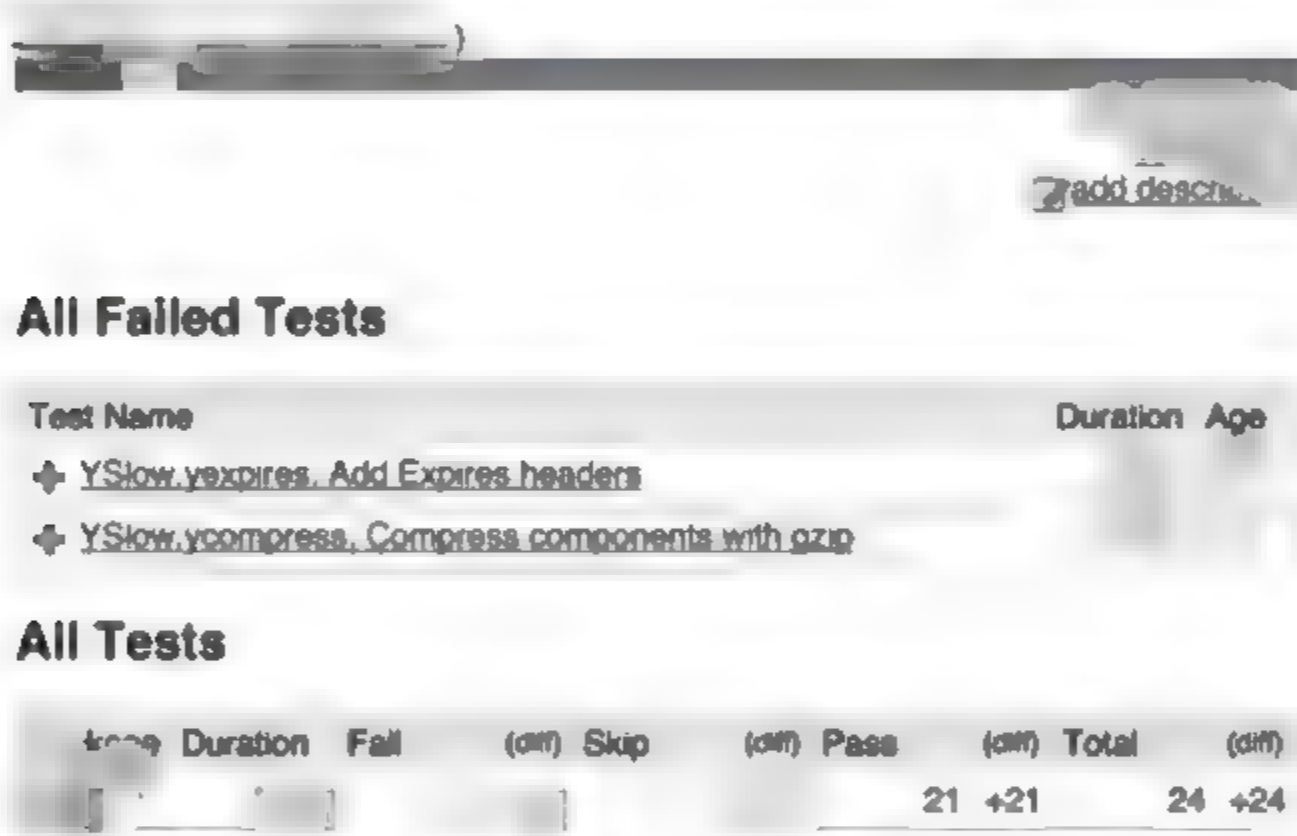 add
All Failed Tests
Test Name Duration Age
YSlow.yexpires, Add Expires headers
YSlow.ycompress, Compress components with gzip
All Tests
Duration Fail (diff) Skip (diff) Pass (diff) Total (diff)
21 +21 24 +24